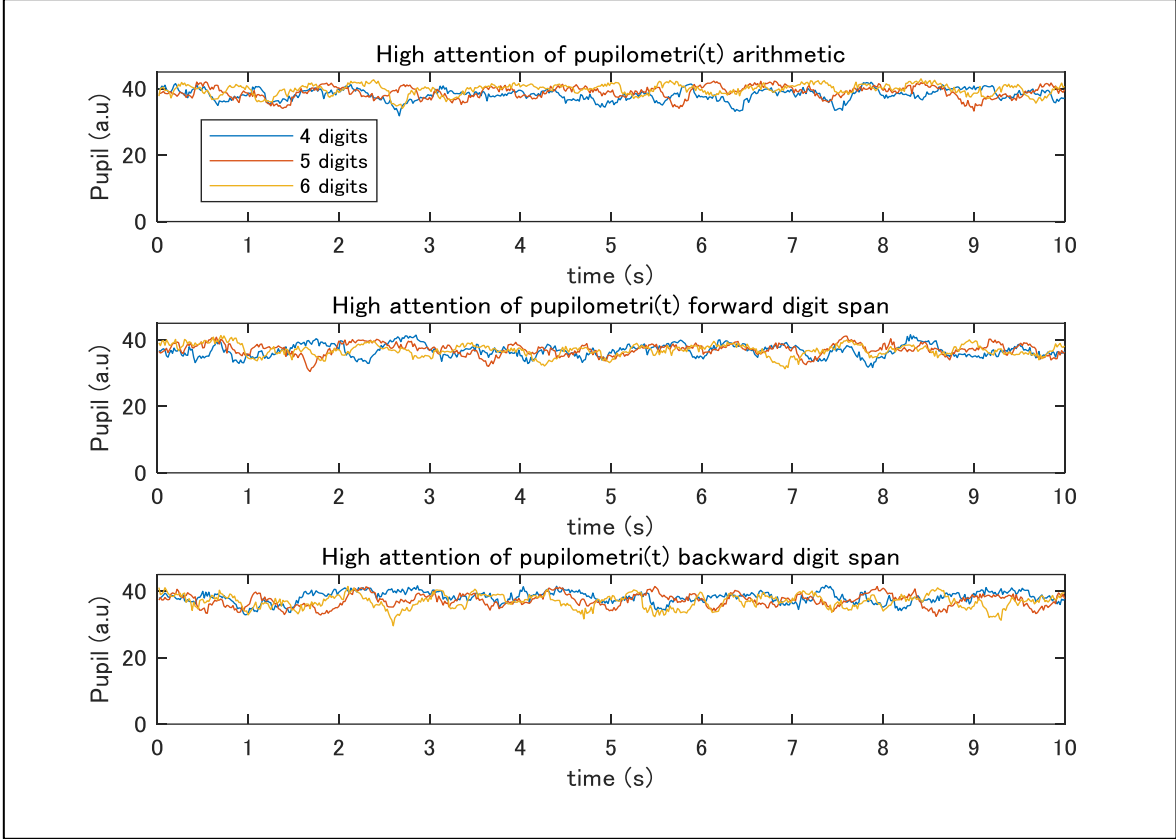 High attention of pupilometri(t) arithmetic
Pupil (a.u)
40
20
0
4 digits
5 digits
6 digits
0 1 2 3 4 5 6 7 8 9 10
time (s)
High attention of pupilometri(t) forward digit span
Pupil (a.u)
40
20
0
0 1 2 3 4 5 6 7 8 9 10
time (s)
High attention of pupilometri(t) backward digit span
Pupil (a.u)
40
20
0
0 1 2 3 4 5 6 7 8 9 10
time (s)